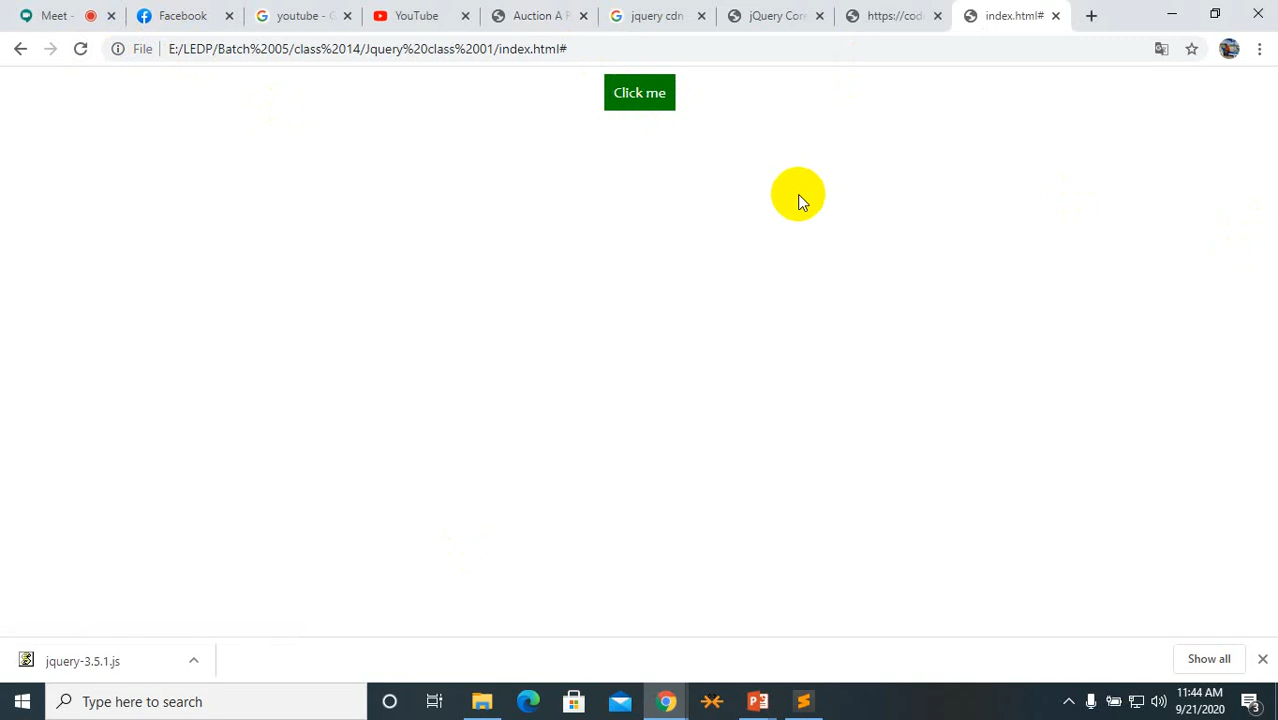 Meet -
Facebook
youtube - G
YouTube
Auction A P
jquery cdn
jQuery Core
https://cod
index.html#
File
E:/LEDP/Batch%2005/class%2014/Jquery%20class%2001/index.html#
Click me
jquery-3.5.1.js
Show all
Type here to search
11:44 AM
9/21/2020
3